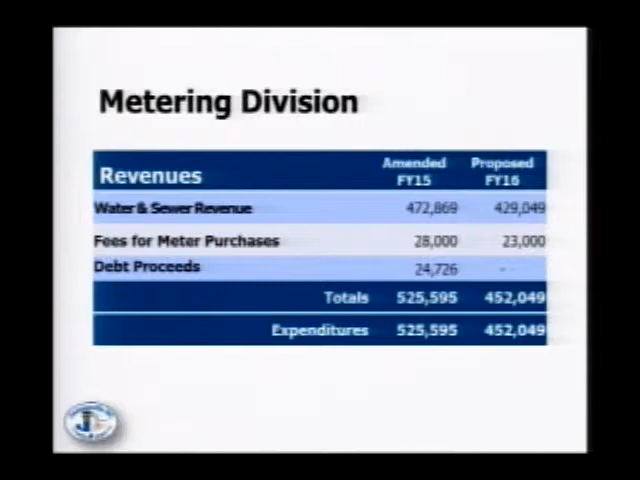 Metering Division
Revenues Amended FY15 Proposed FY16
Water & Sewer Revenue 472,869 429,049
Fees for Meter Purchases 28,000 23,000
Debt Proceeds 24,726 -
Totals 525,595 452,049
Expenditures 525,595 452,049